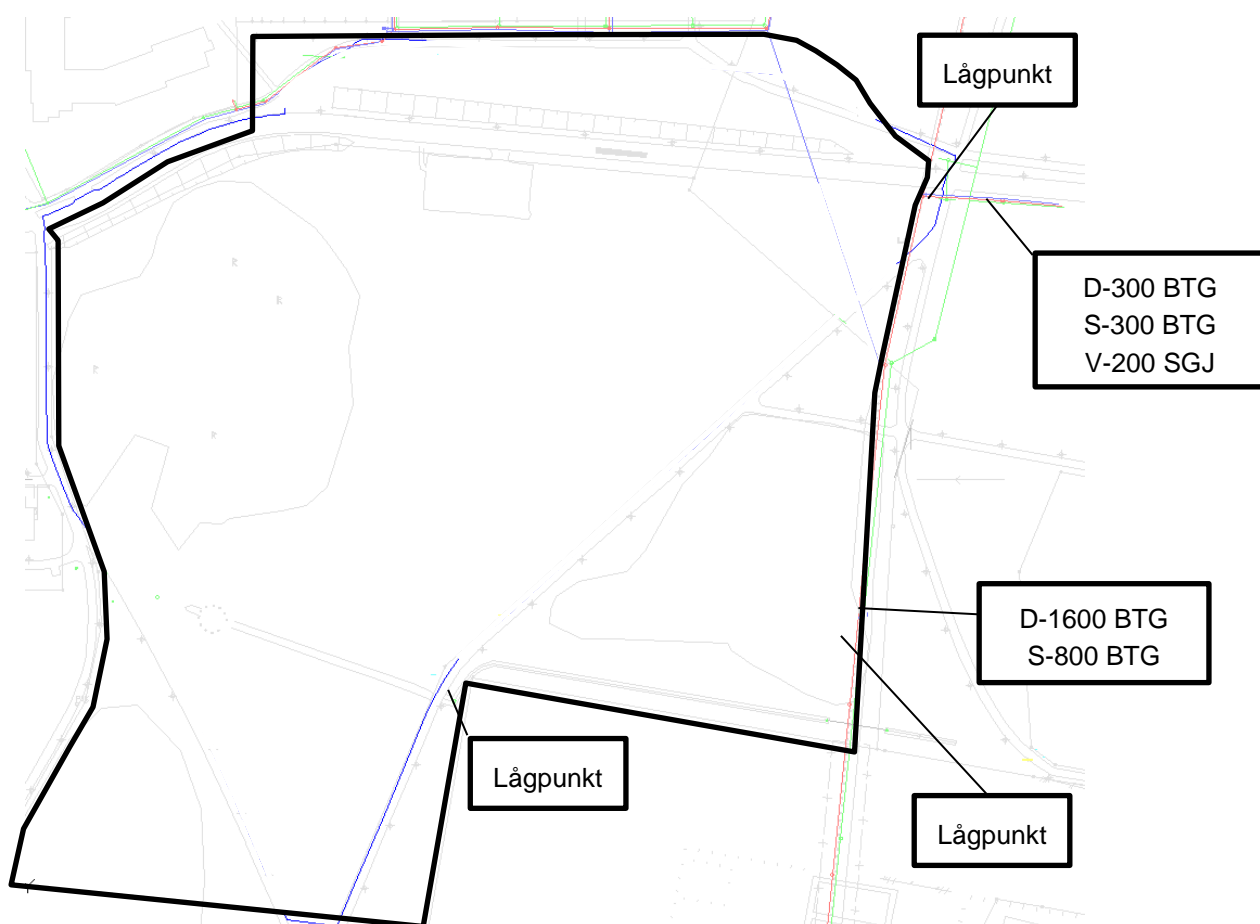 Lågpunkt
D-300 BTG
S-300 BTG
V-200 SGJ
D-1600 BTG
S-800 BTG
Lågpunkt
Lågpunkt
R
R
R
R